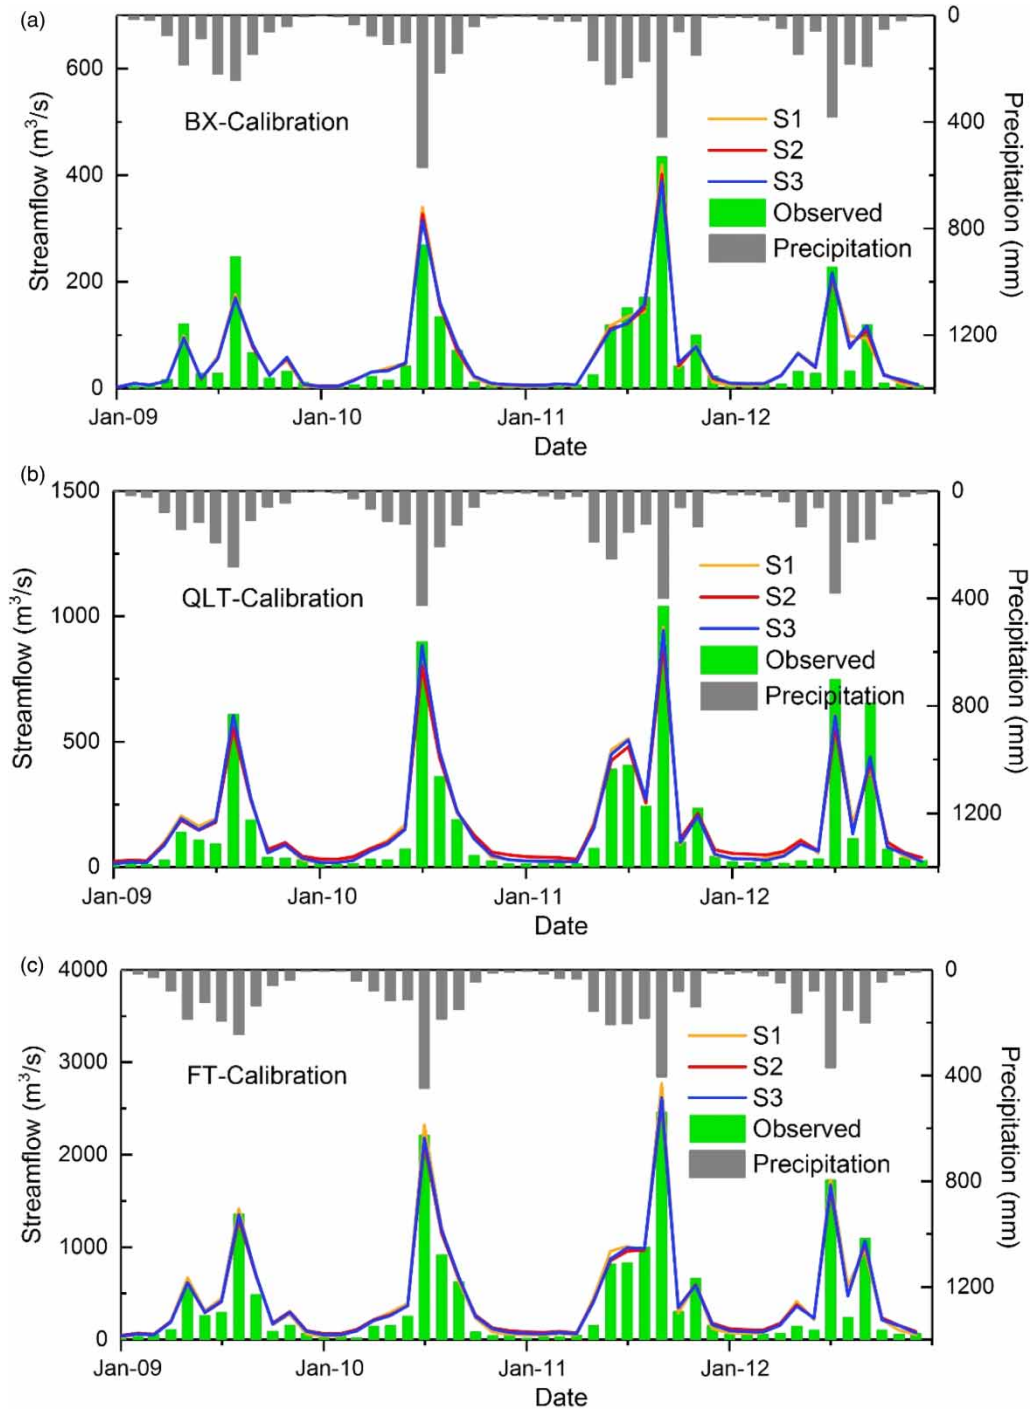 (a)
0
600
400
200
0
Streamflow (m³/s)
BX-Calibration
S1
S2
S3
Observed
Precipitation
400
800
1200
Precipitation (mm)
Jan-09
Jan-10
Jan-11
Jan-12
Date
(b)
1500
1000
500
0
Streamflow (m³/s)
QLT-Calibration
S1
S2
S3
Observed
Precipitation
0
400
800
1200
Precipitation (mm)
Jan-09
Jan-10
Jan-11
Jan-12
Date
(c)
4000
3000
2000
1000
0
Streamflow (m³/s)
FT-Calibration
S1
S2
S3
Observed
Precipitation
0
400
800
1200
Precipitation (mm)
Jan-09
Jan-10
Jan-11
Jan-12
Date